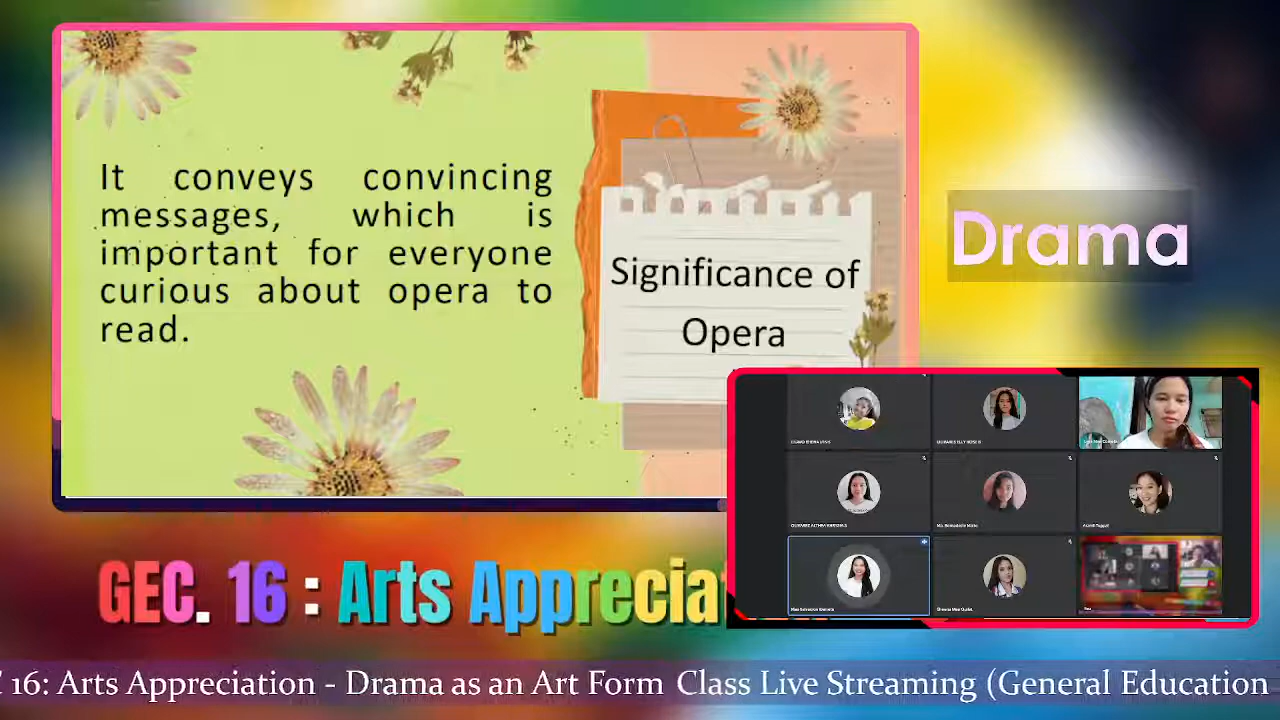 It conveys convincing
messages, which is
important for everyone
curious about opera to
read.
Significance of
Opera
Drama
GEC. 16 : Arts Apprecia
16: Arts Appreciation - Drama as an Art Form Class Live Streaming (General Education